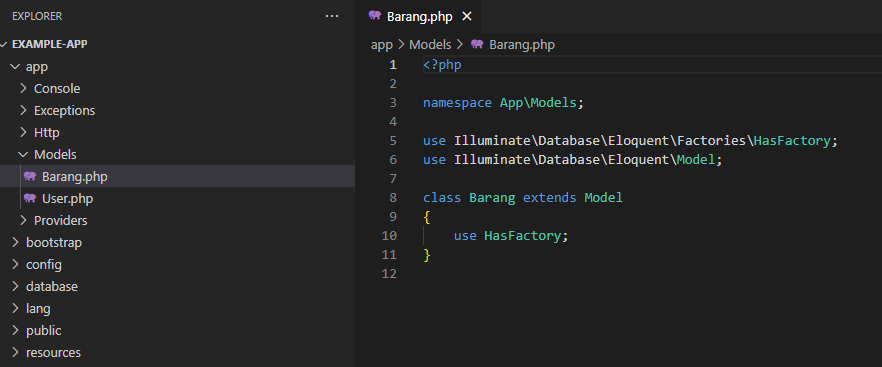 EXPLORER
EXAMPLE-APP
app
Console
Exceptions
Http
Models
Barang.php
User.php
Providers
bootstrap
config
database
lang
public
resources
Barang.php
app > Models > Barang.php
1 <?php
2
3 namespace App\Models;
4
5 use Illuminate\Database\Eloquent\Factories\HasFactory;
6 use Illuminate\Database\Eloquent\Model;
7
8 class Barang extends Model
9 {
10     use HasFactory;
11 }
12